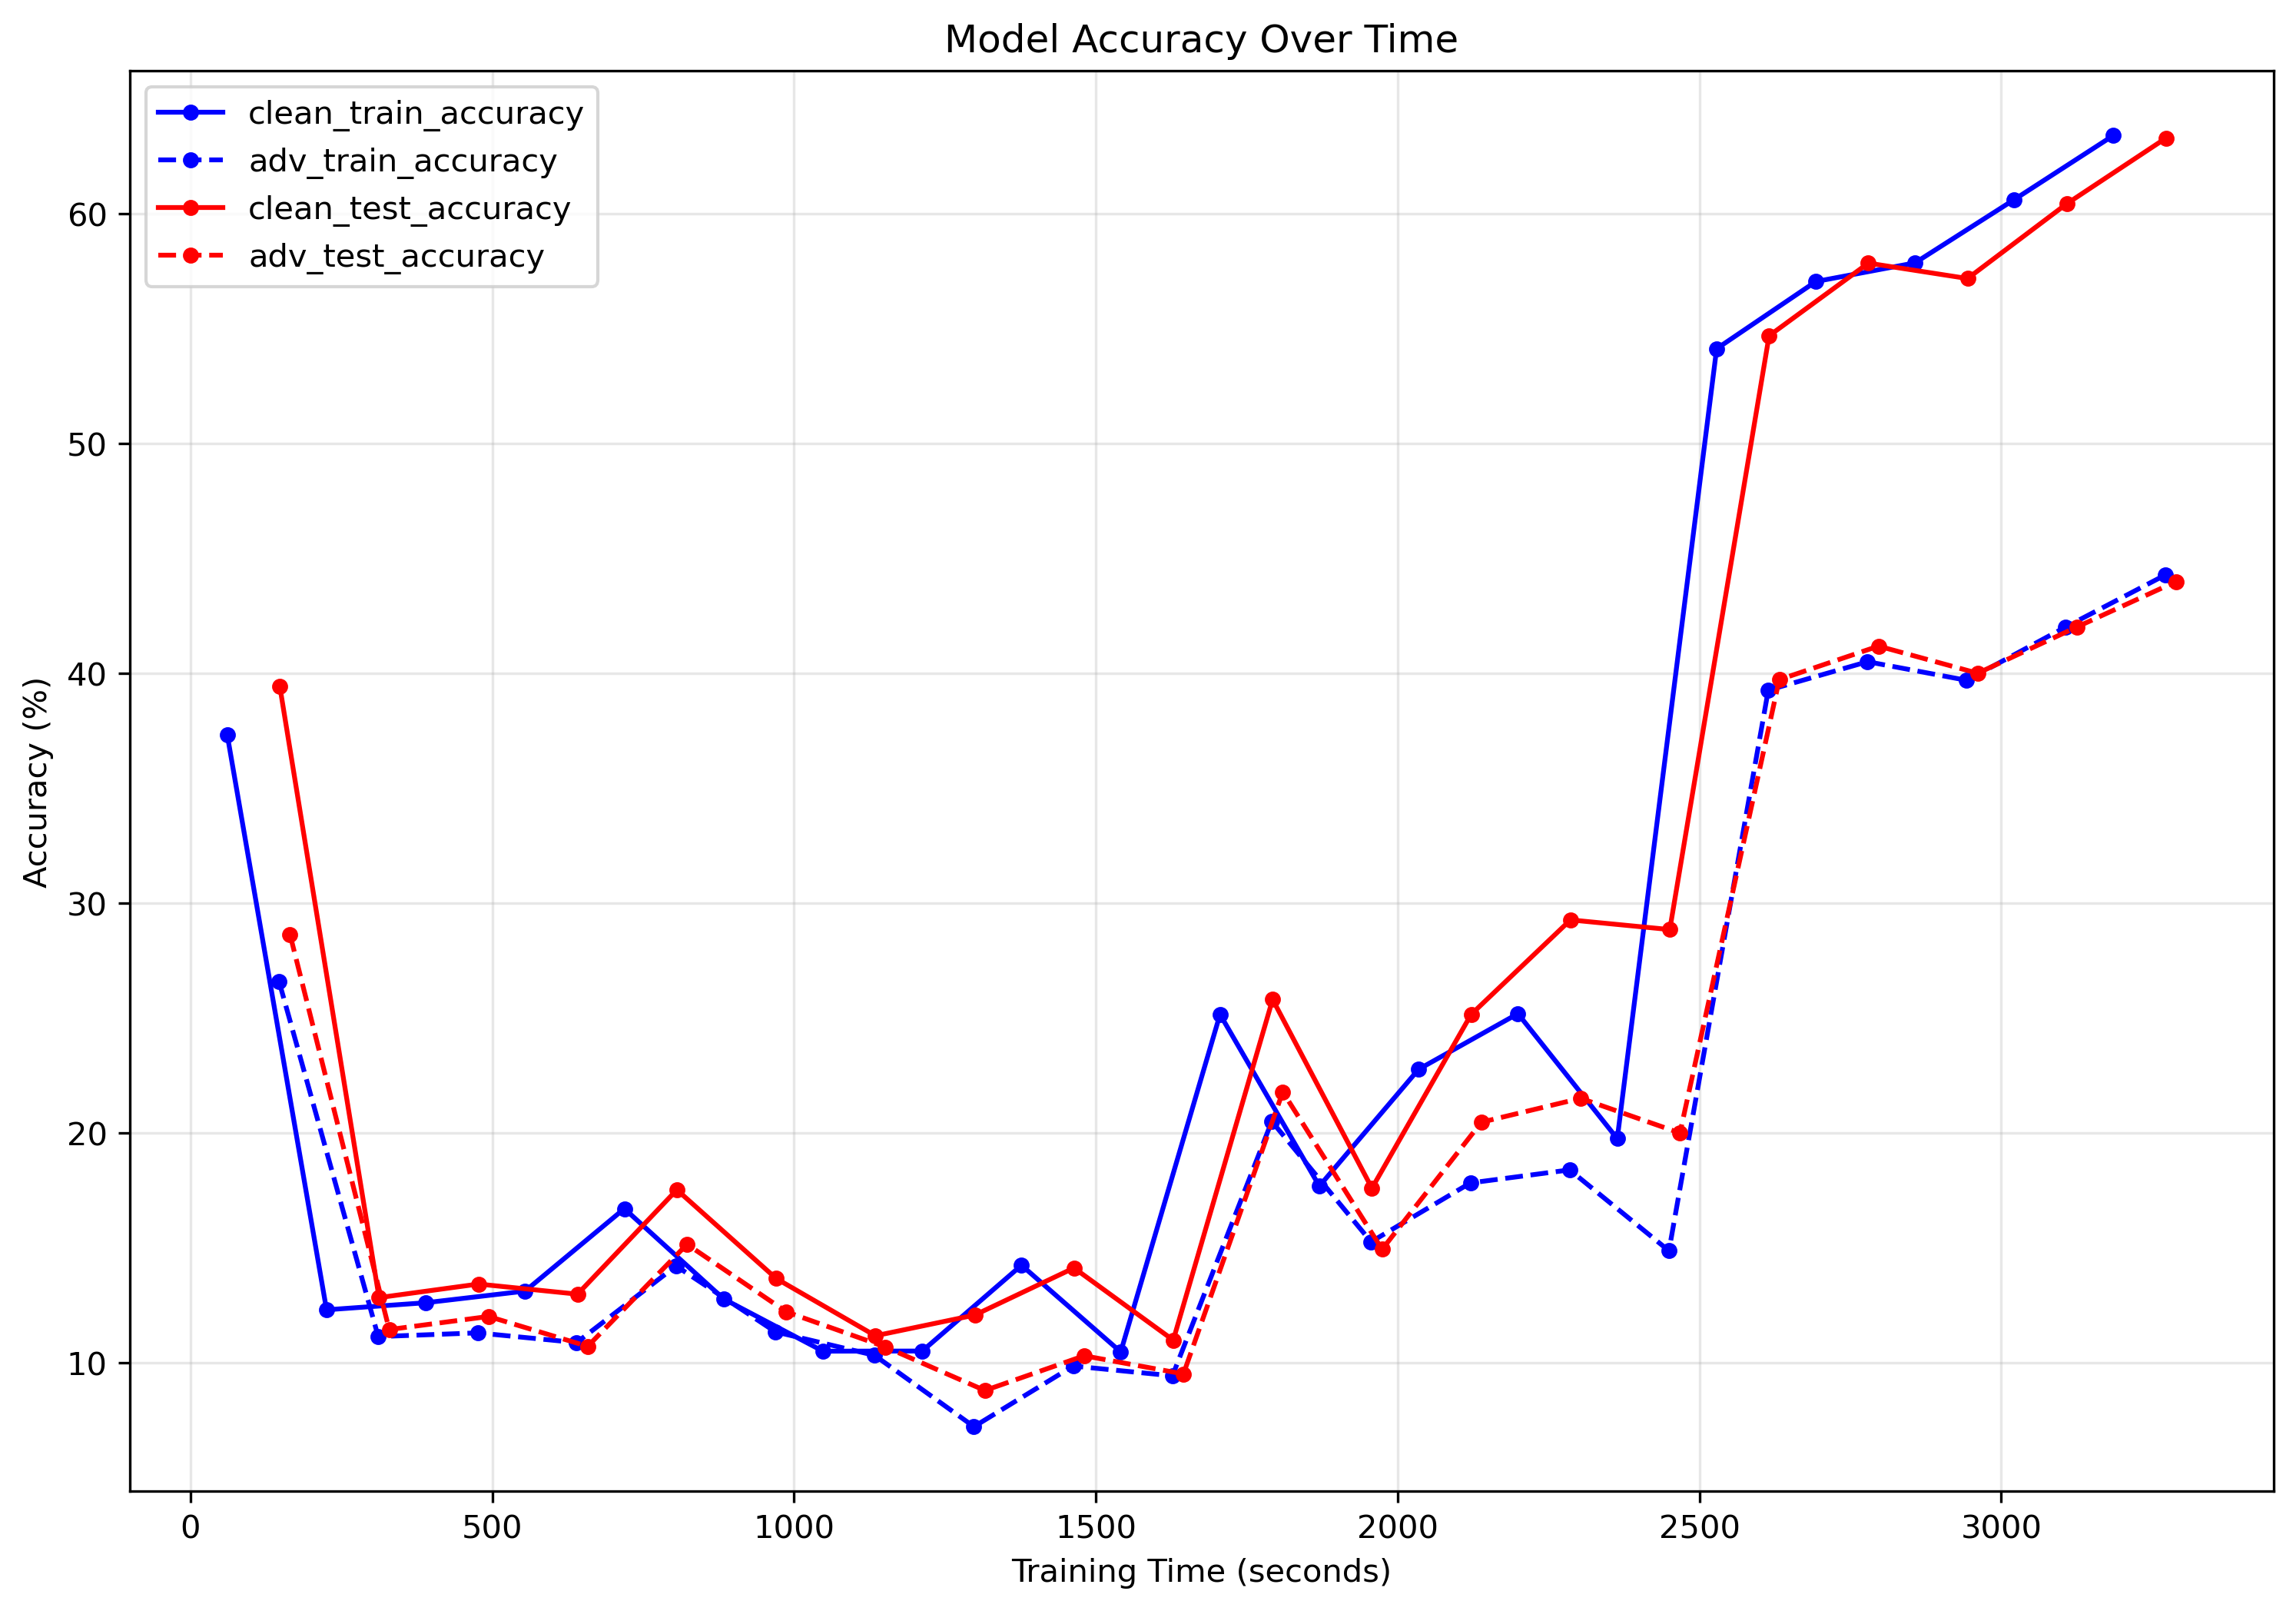 Model Accuracy Over Time
clean_train_accuracy
adv_train_accuracy
clean_test_accuracy
adv_test_accuracy
60
50
40
30
20
10
Accuracy (%)
0 500 1000 1500 2000 2500 3000
Training Time (seconds)